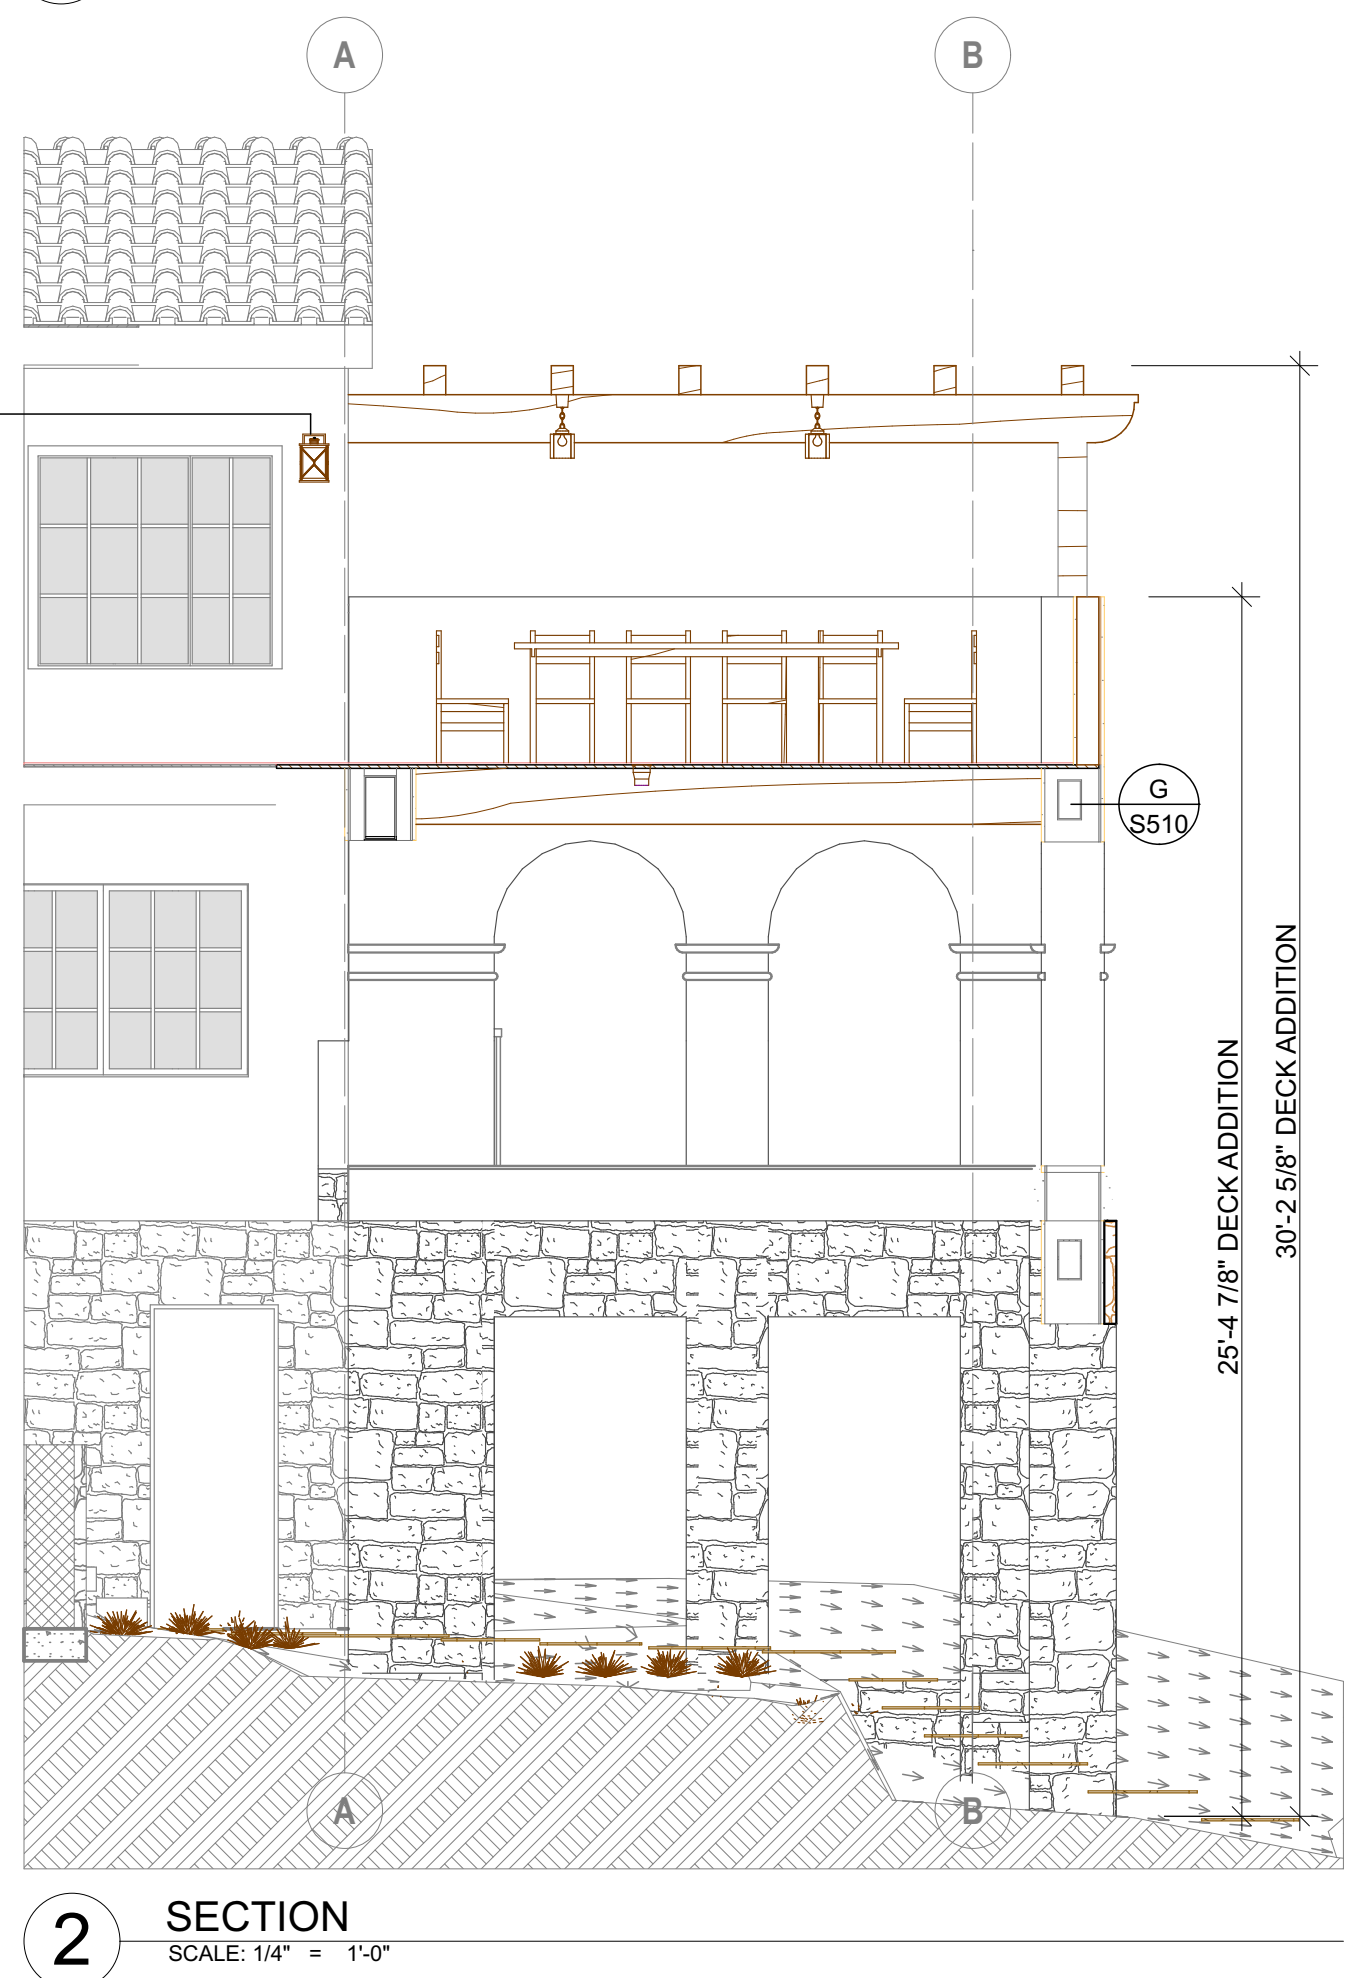 A
B
G
S510
25'-4 7/8" DECK ADDITION
30'-2 5/8" DECK ADDITION
A
B
2
SECTION
SCALE: 1/4" = 1'-0"